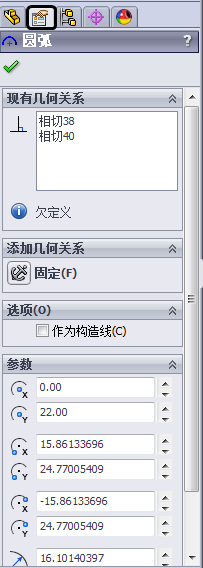 圆弧
?
现有几何关系
相切38
相切40
欠定义
添加几何关系
固定(F)
选项(O)
作为构造线(C)
参数
X 0.00
Y 22.00
X 15.86133696
Y 24.77005409
X -15.86133696
Y 24.77005409
16.10140397